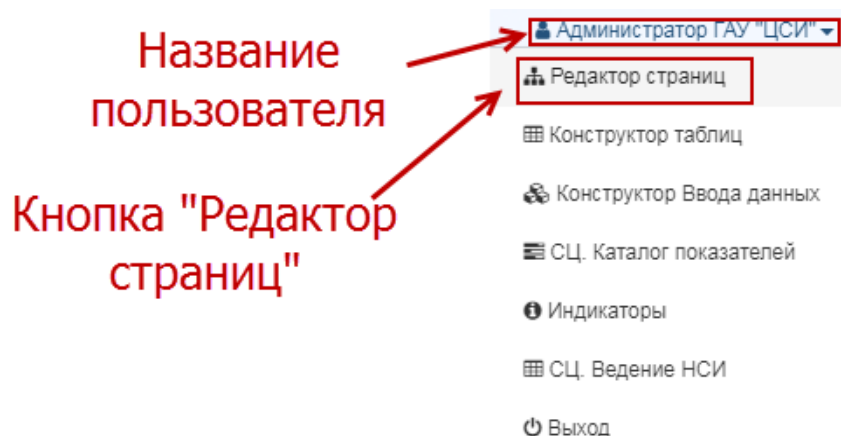 Название
пользователя
Кнопка "Редактор
страниц"
Администратор ГАУ "ЦСИ"
Редактор страниц
Конструктор таблиц
Конструктор Ввода данных
СЦ. Каталог показателей
Индикаторы
СЦ. Ведение НСИ
Выход